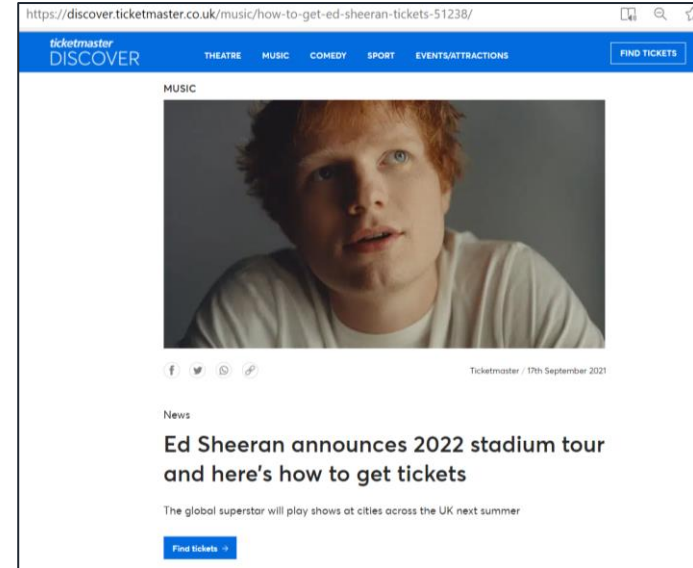 https://discover.ticketmaster.co.uk/music/how-to-get-ed-sheeran-tickets-51238/
ticketmaster
DISCOVER
THEATRE MUSIC COMEDY SPORT EVENTS/ATTRACTIONS
FIND TICKETS
MUSIC
Ticketmaster / 17th September 2021
News
Ed Sheeran announces 2022 stadium tour
and here's how to get tickets
The global superstar will play shows at cities across the UK next summer
Find tickets →